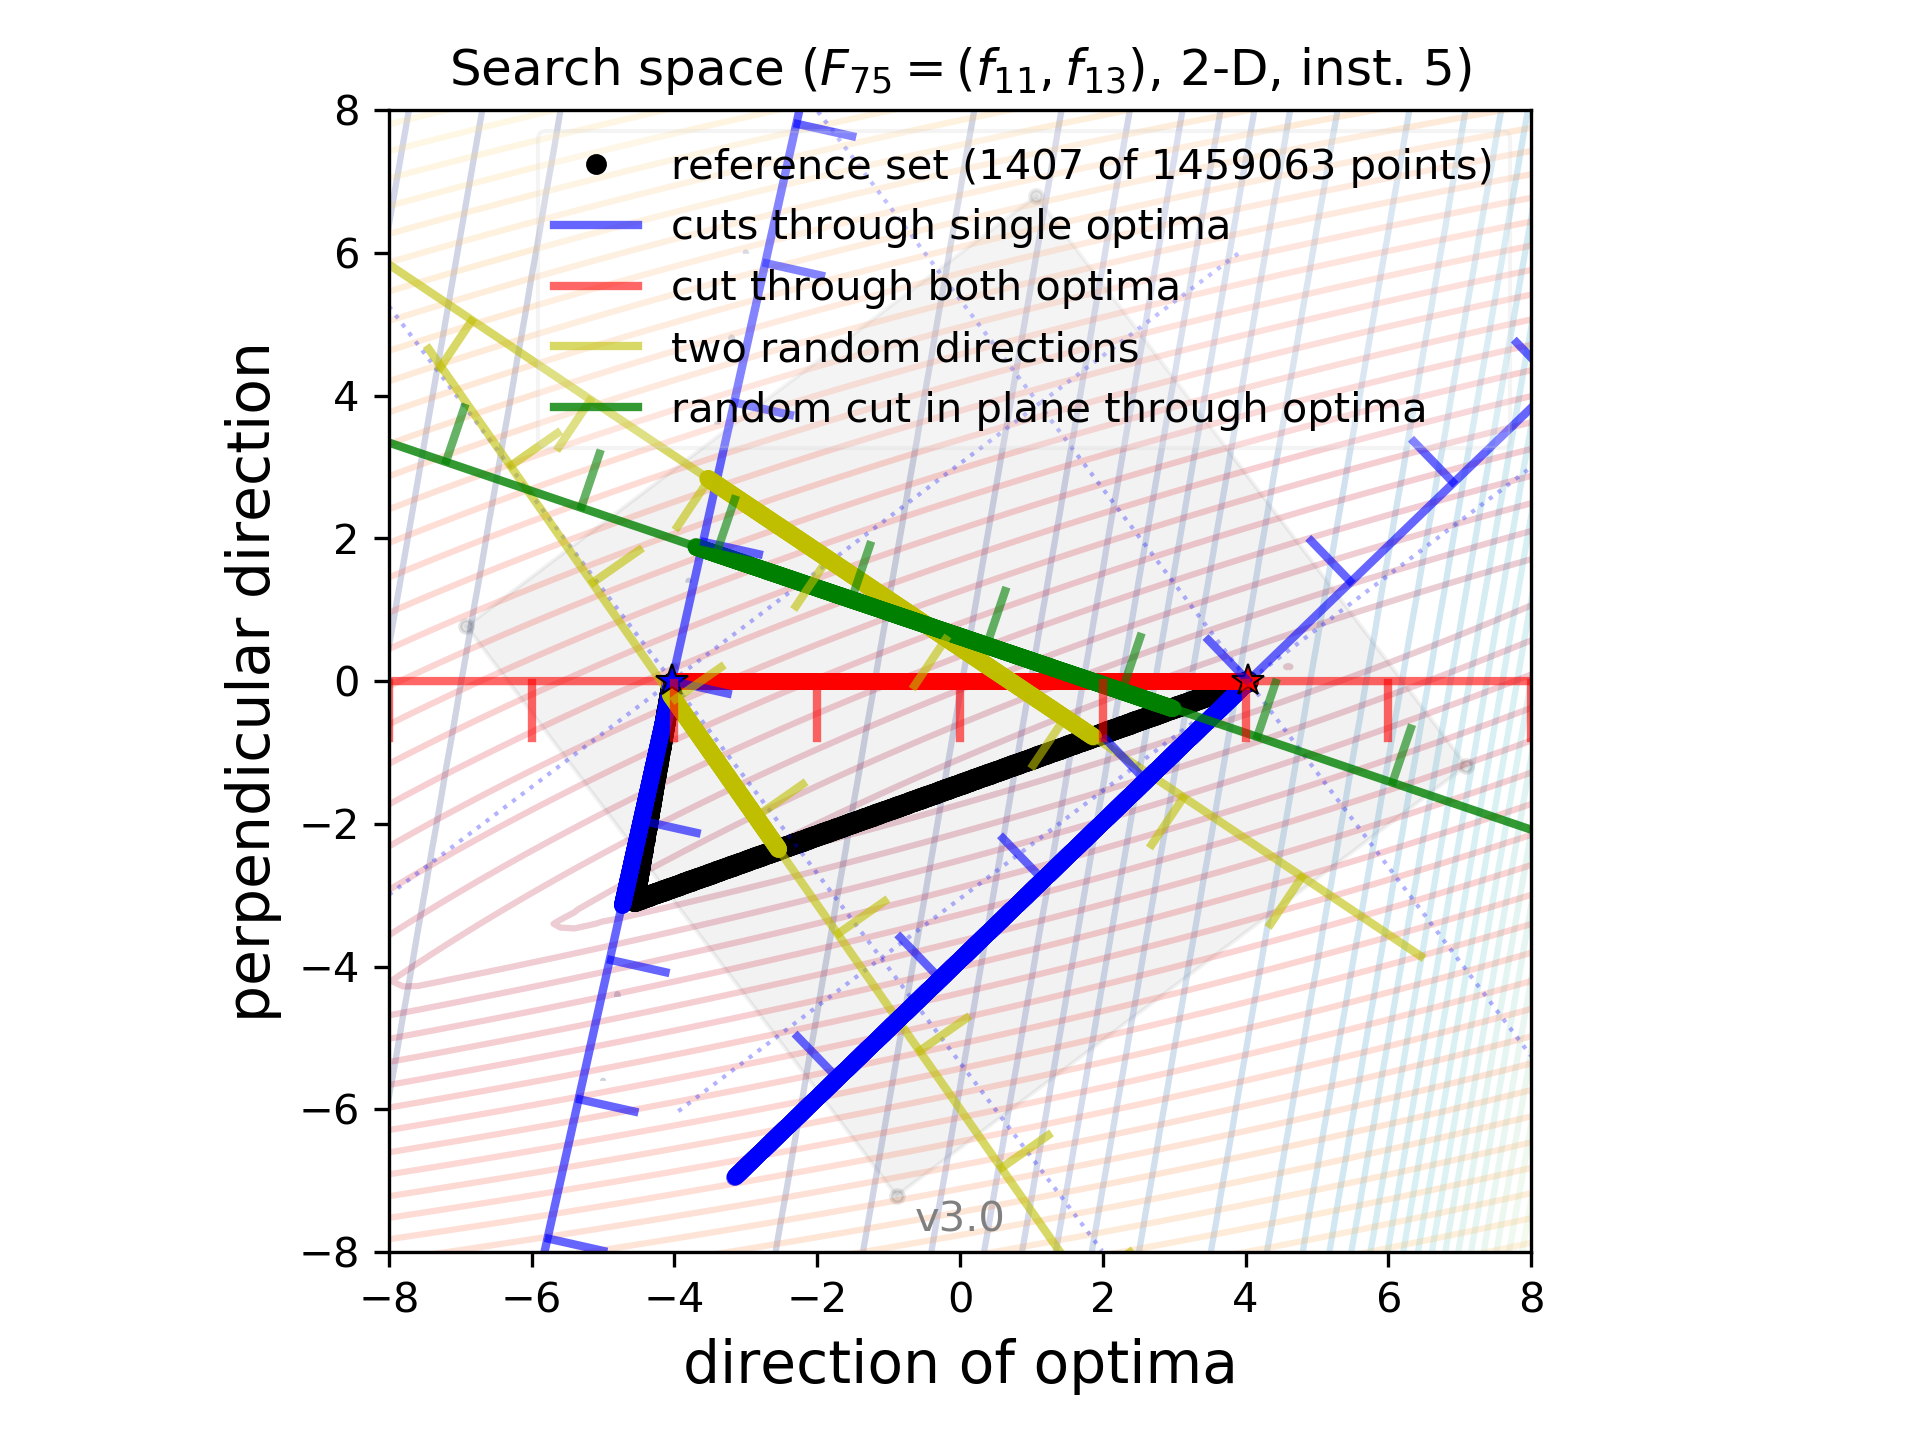 Search space (F75 = (f11, f13), 2-D, inst. 5)
8
6
4
2
0
−2
−4
−6
−8
perpendicular direction
reference set (1407 of 1459063 points)
cuts through single optima
cut through both optima
two random directions
random cut in plane through optima
v3.0
−8 −6 −4 −2 0 2 4 6 8
direction of optima